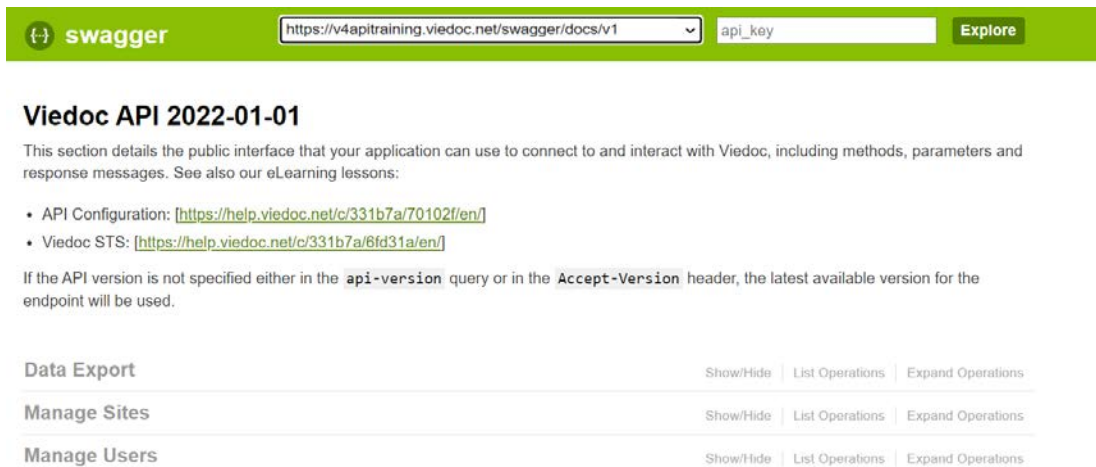 {··} swagger https://v4apitraining.viedoc.net/swagger/docs/v1 api_key Explore
Viedoc API 2022-01-01
This section details the public interface that your application can use to connect to and interact with Viedoc, including methods, parameters and
response messages. See also our eLearning lessons:
• API Configuration: [https://help.viedoc.net/c/331b7a/70102f/en/]
• Viedoc STS: [https://help.viedoc.net/c/331b7a/6fd31a/en/]
If the API version is not specified either in the api-version query or in the Accept-Version header, the latest available version for the
endpoint will be used.
Data Export Show/Hide List Operations Expand Operations
Manage Sites Show/Hide List Operations Expand Operations
Manage Users Show/Hide List Operations Expand Operations